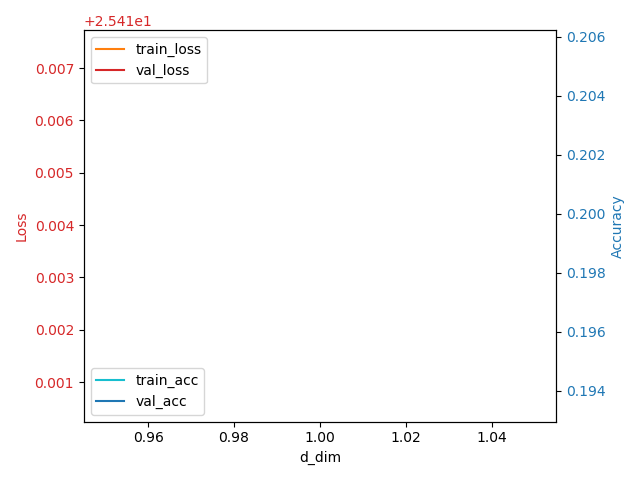 +2.541e1
train_loss
val_loss
0.007
0.006
0.005
0.004
0.003
0.002
0.001
Loss
0.206
0.204
0.202
0.200
0.198
0.196
0.194
Accuracy
train_acc
val_acc
0.96 0.98 1.00 1.02 1.04
d_dim